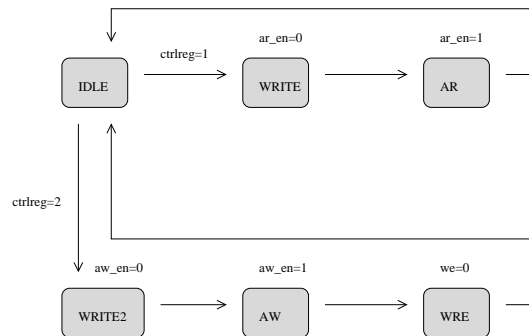 ar_en=0
ar_en=1
ctrlreg=1
IDLE
WRITE
AR
ctrlreg=2
aw_en=0
aw_en=1
we=0
WRITE2
AW
WRE